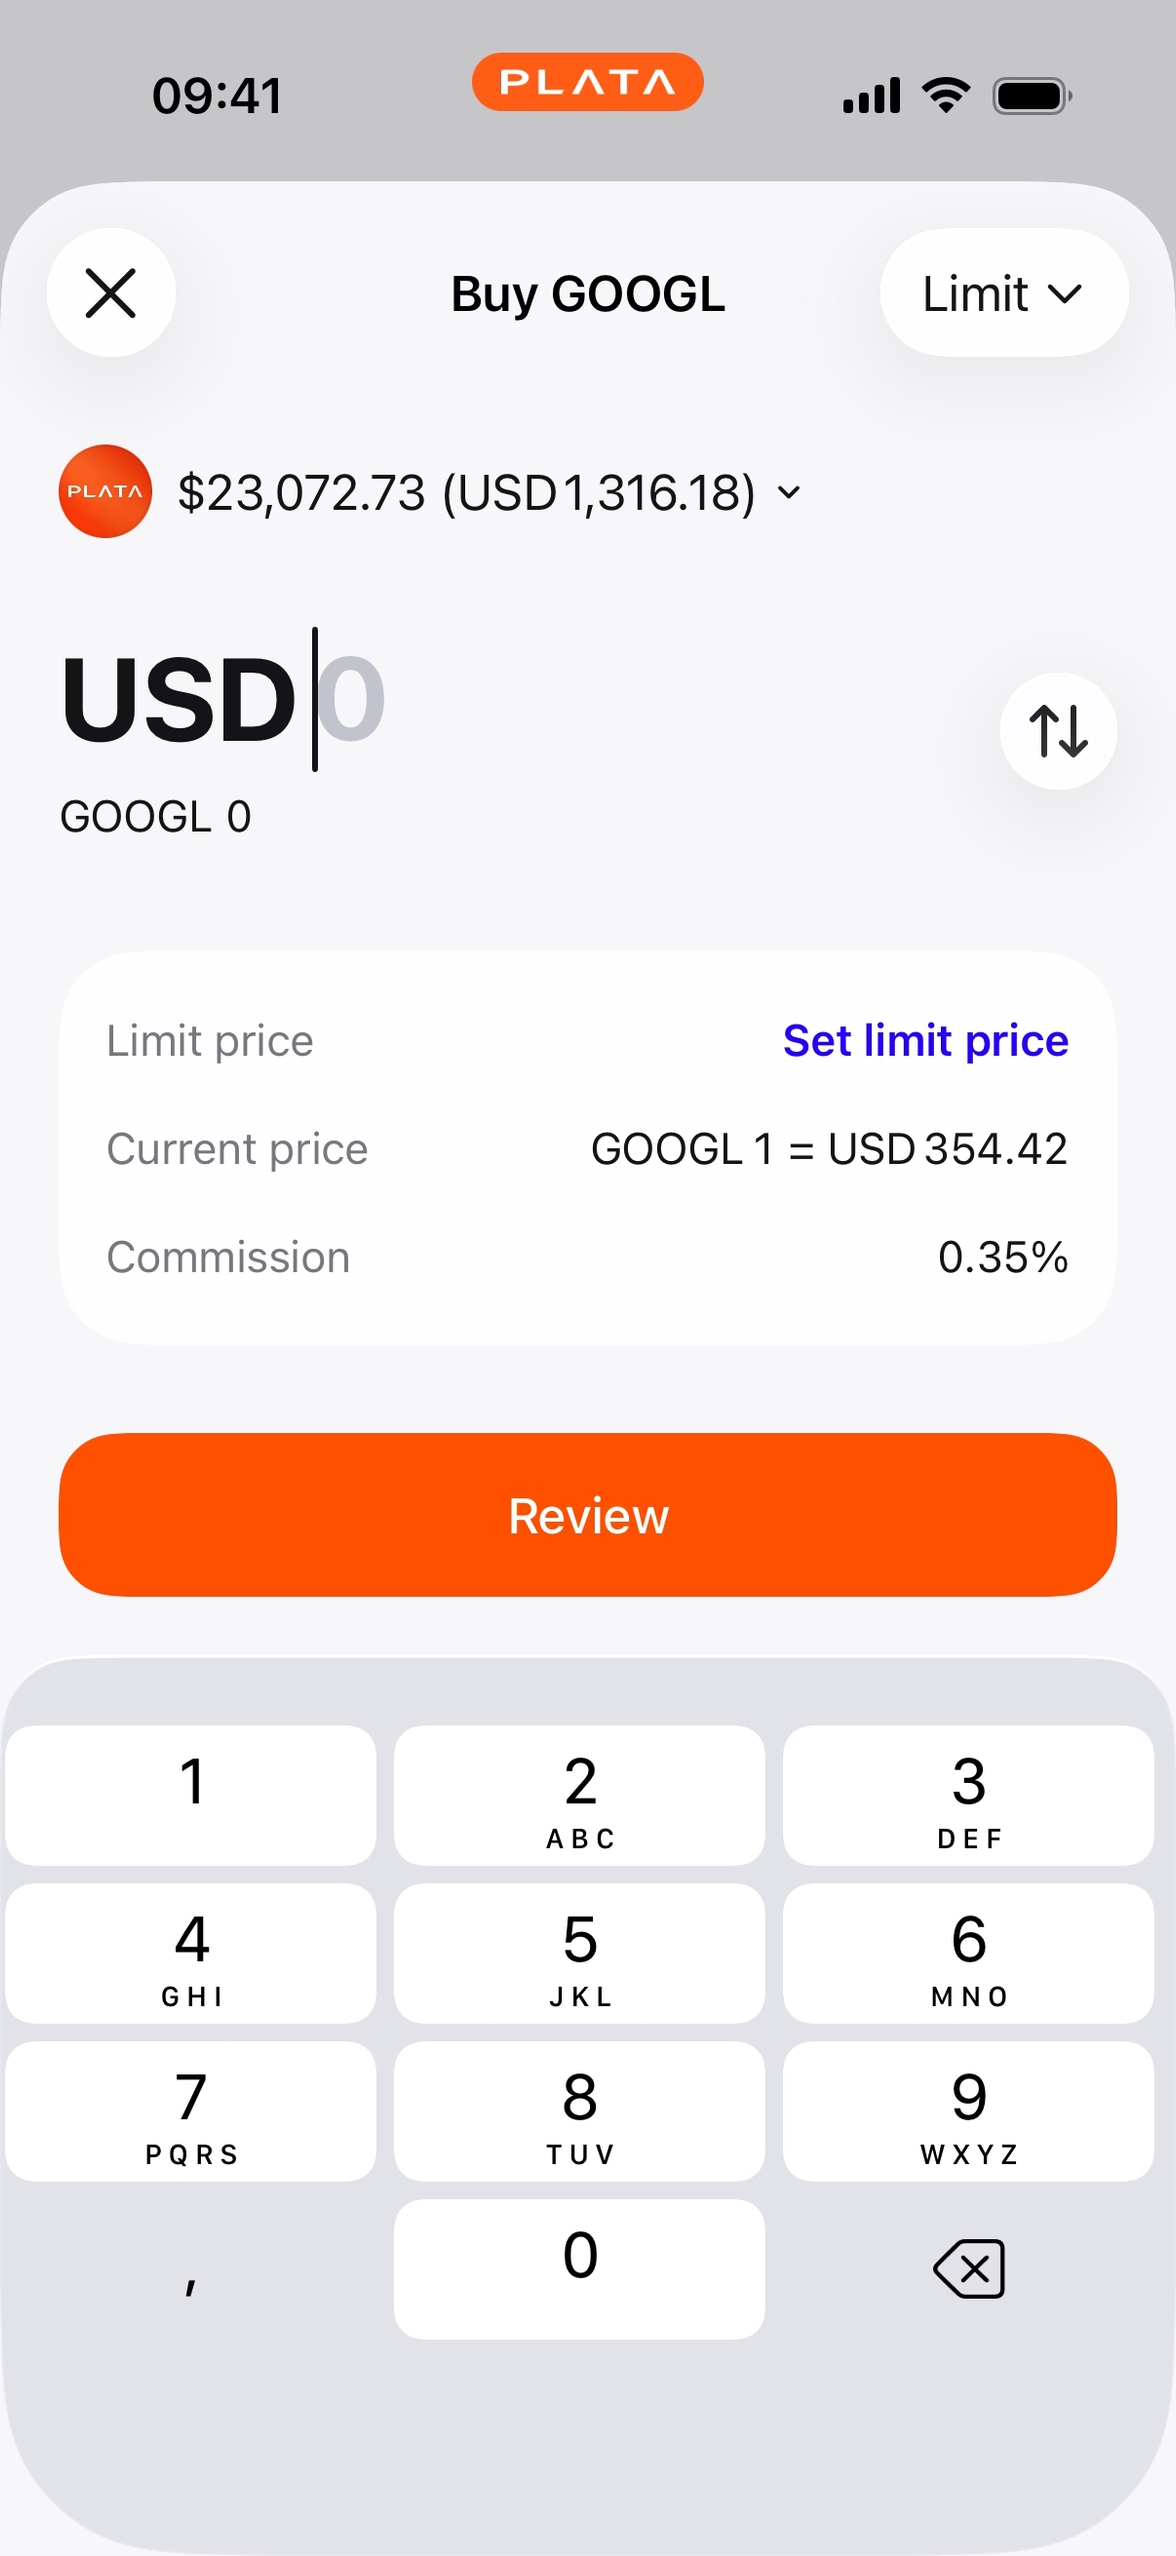 09:41
PLATA
Buy GOOGL
Limit
PLATA
$23,072.73 (USD 1,316.18)
USD 0
GOOGL 0
Limit price
Set limit price
Current price
GOOGL 1 = USD 354.42
Commission
0.35%
Review
1
2
ABC
3
DEF
4
GHI
5
JKL
6
MNO
7
PQRS
8
TUV
9
WXYZ
,
0